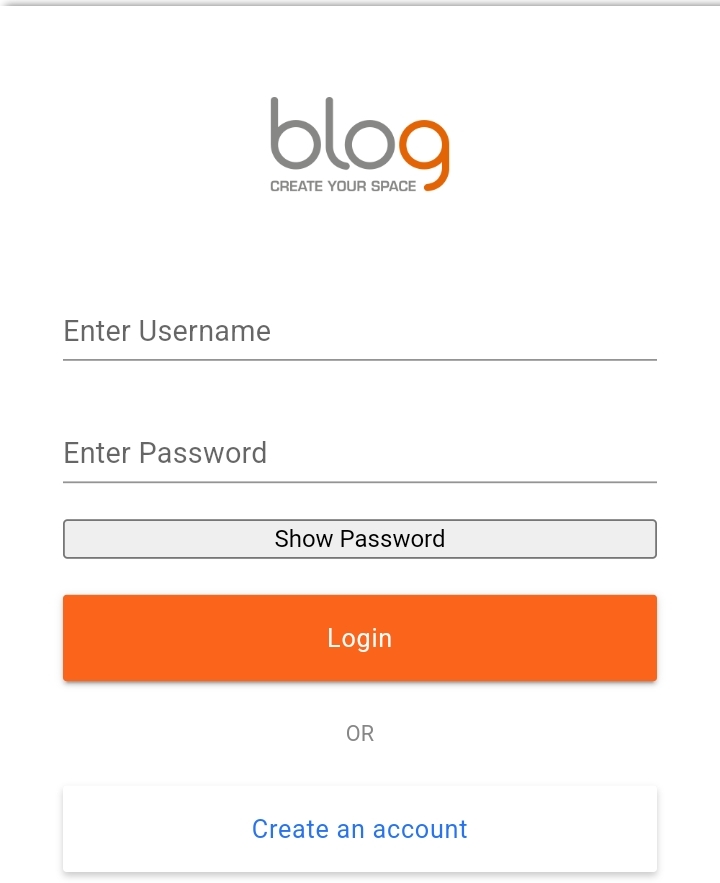 blog
CREATE YOUR SPACE
Enter Username
Enter Password
Show Password
Login
OR
Create an account